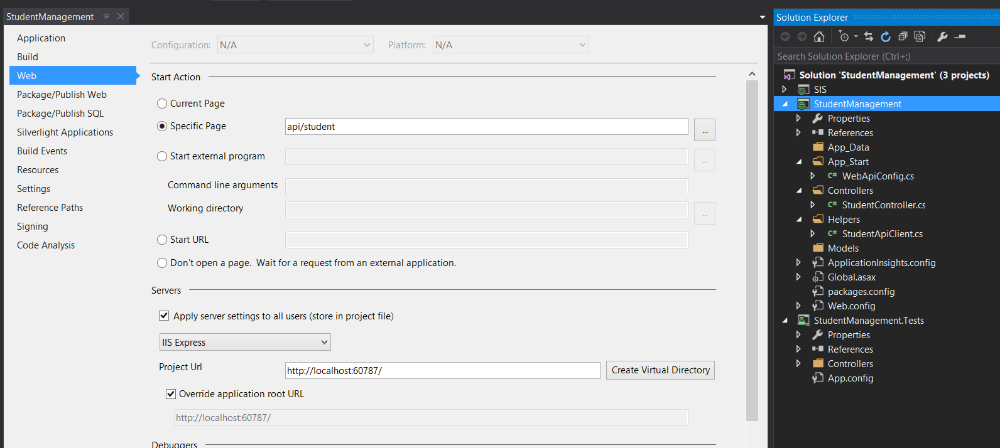 StudentManagement
Application
Build
Web
Package/Publish Web
Package/Publish SQL
Silverlight Applications
Build Events
Resources
Settings
Reference Paths
Signing
Code Analysis
Configuration: N/A Platform: N/A
Start Action
Current Page
Specific Page api/student ...
Start external program ...
Command line arguments
Working directory ...
Start URL
Don't open a page. Wait for a request from an external application.
Servers
Apply server settings to all users (store in project file)
IIS Express
Project Url http://localhost:60787/ Create Virtual Directory
Override application root URL
http://localhost:60787/
Debuggers
Solution Explorer
Search Solution Explorer (Ctrl+;)
Solution 'StudentManagement' (3 projects)
SIS
StudentManagement
Properties
References
App_Data
App_Start
C# WebApiConfig.cs
Controllers
C# StudentController.cs
Helpers
C# StudentApiClient.cs
Models
ApplicationInsights.config
Global.asax
packages.config
Web.config
StudentManagement.Tests
Properties
References
Controllers
App.config